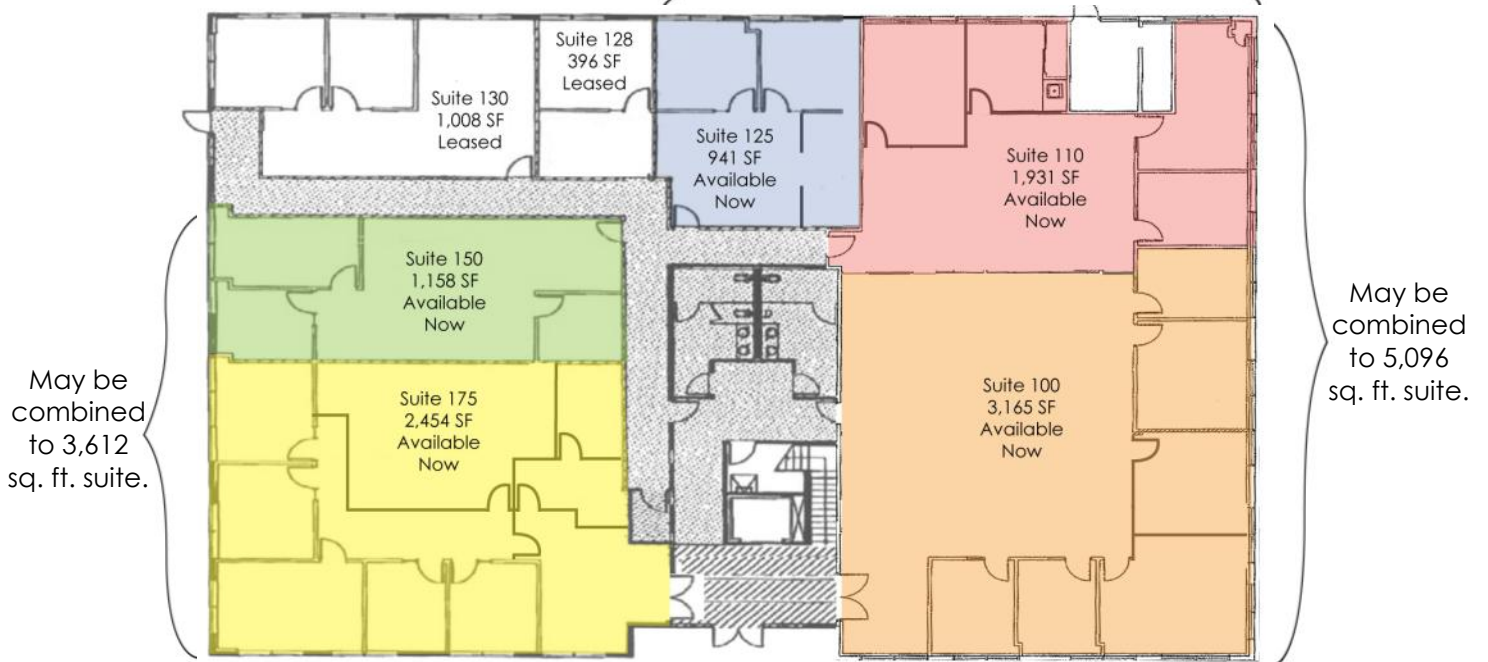 Suite 128
396 SF
Leased
Suite 130
1,008 SF
Leased
Suite 125
941 SF
Available
Now
Suite 110
1,931 SF
Available
Now
Suite 150
1,158 SF
Available
Now
May be
combined
to 5,096
sq. ft. suite.
May be
combined
to 3,612
sq. ft. suite.
Suite 175
2,454 SF
Available
Now
Suite 100
3,165 SF
Available
Now